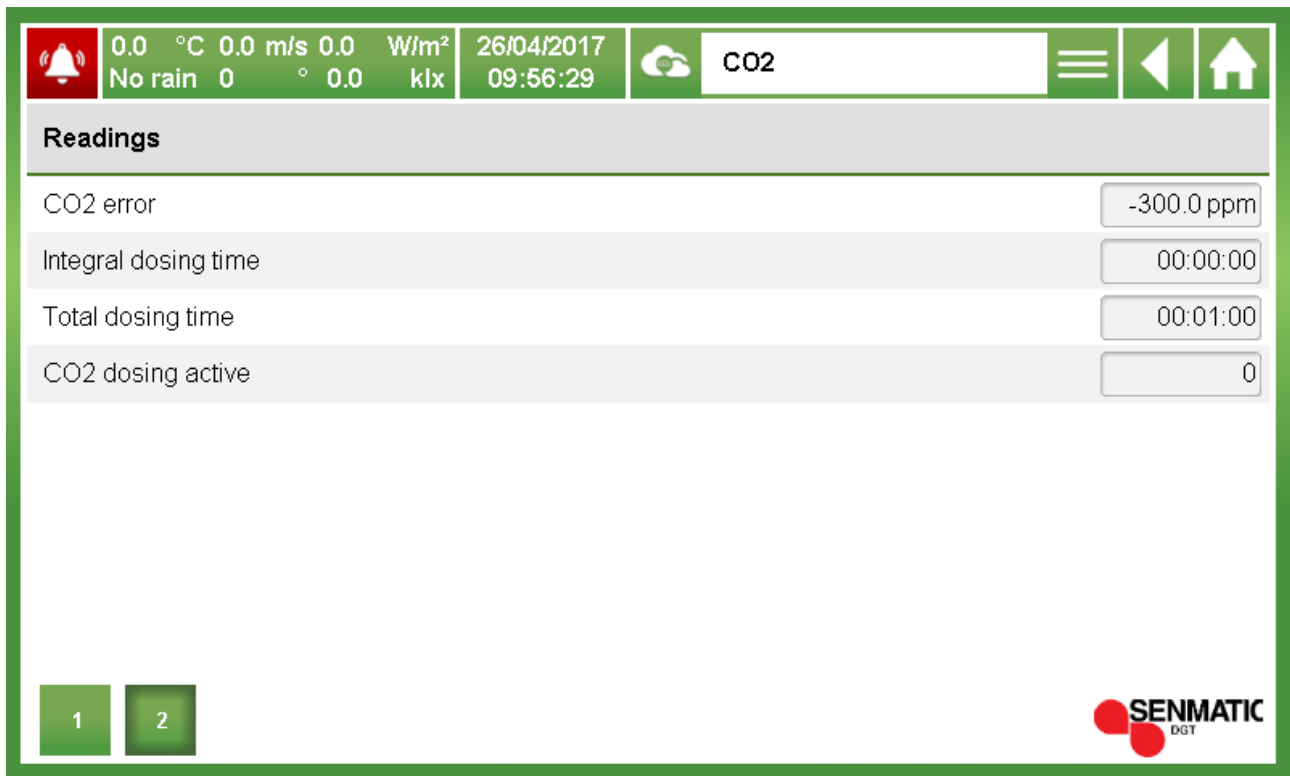 0.0 °C 0.0 m/s 0.0 W/m²
No rain 0 ° 0.0 klx
26/04/2017
09:56:29
CO2
Readings
CO2 error -300.0 ppm
Integral dosing time 00:00:00
Total dosing time 00:01:00
CO2 dosing active 0
1 2
SENMATIC
DGT